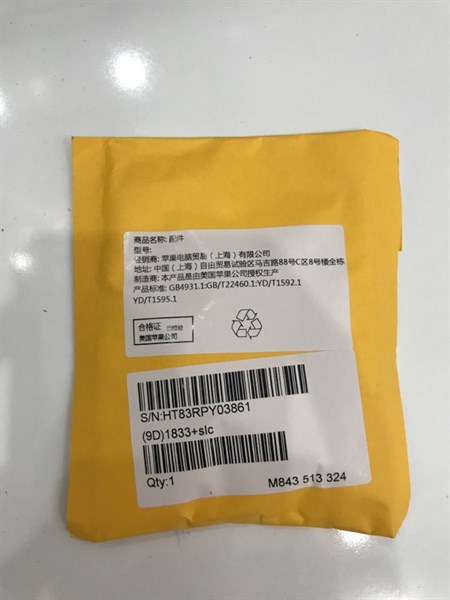 商品名称: 配件
型号:
经销商: 苹果电脑贸易（上海）有限公司
地址: 中国（上海）自由贸易试验区马吉路88号C区8号楼全栋
制造商: 本产品是由美国苹果公司授权生产
产品标准: GB4931.1:GB/T22460.1:YD/T1592.1
YD/T1595.1
合格证 已检验
美国苹果公司
S/N:HT83RPY03861
(9D)1833+slc
Qty:1 M843 513 324